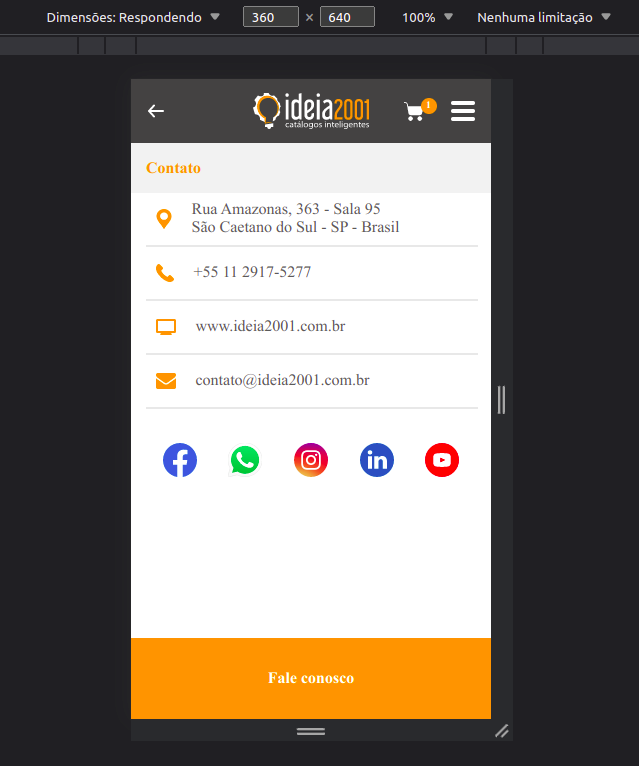 Dimensões: Respondendo 360 × 640 100% Nenhuma limitação
ideia2001
catálogos inteligentes
1
Contato
Rua Amazonas, 363 - Sala 95
São Caetano do Sul - SP - Brasil
+55 11 2917-5277
www.ideia2001.com.br
contato@ideia2001.com.br
in
Fale conosco